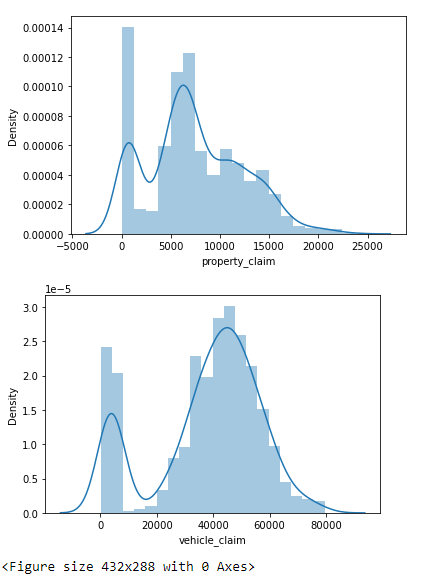 0.00014
0.00012
0.00010
0.00008
0.00006
0.00004
0.00002
0.00000
Density
−5000 0 5000 10000 15000 20000 25000
property_claim
1e−5
3.0
2.5
2.0
1.5
1.0
0.5
0.0
Density
0 20000 40000 60000 80000
vehicle_claim
<Figure size 432x288 with 0 Axes>